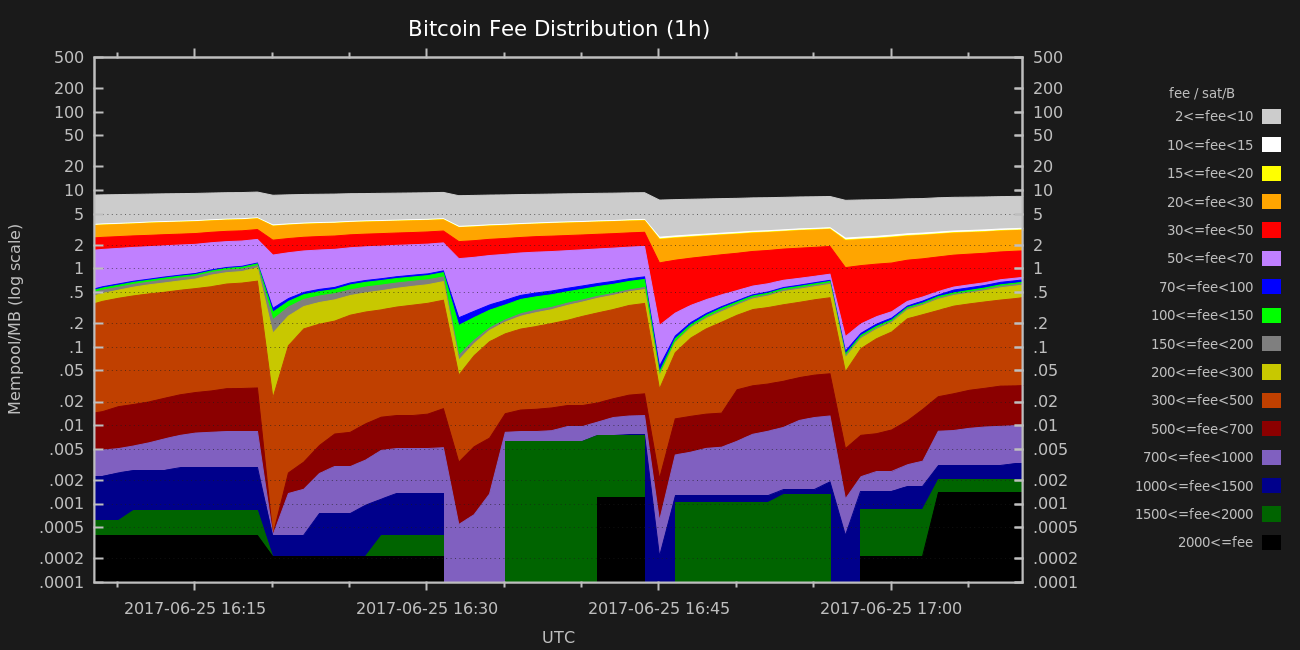 Bitcoin Fee Distribution (1h)
Mempool/MB (log scale)
500
200
100
50
20
10
5
2
1
.5
.2
.1
.05
.02
.01
.005
.002
.001
.0005
.0002
.0001
500
200
100
50
20
10
5
2
1
.5
.2
.1
.05
.02
.01
.005
.002
.001
.0005
.0002
.0001
2017-06-25 16:15
2017-06-25 16:30
2017-06-25 16:45
2017-06-25 17:00
UTC
fee / sat/B
2<=fee<10
10<=fee<15
15<=fee<20
20<=fee<30
30<=fee<50
50<=fee<70
70<=fee<100
100<=fee<150
150<=fee<200
200<=fee<300
300<=fee<500
500<=fee<700
700<=fee<1000
1000<=fee<1500
1500<=fee<2000
2000<=fee